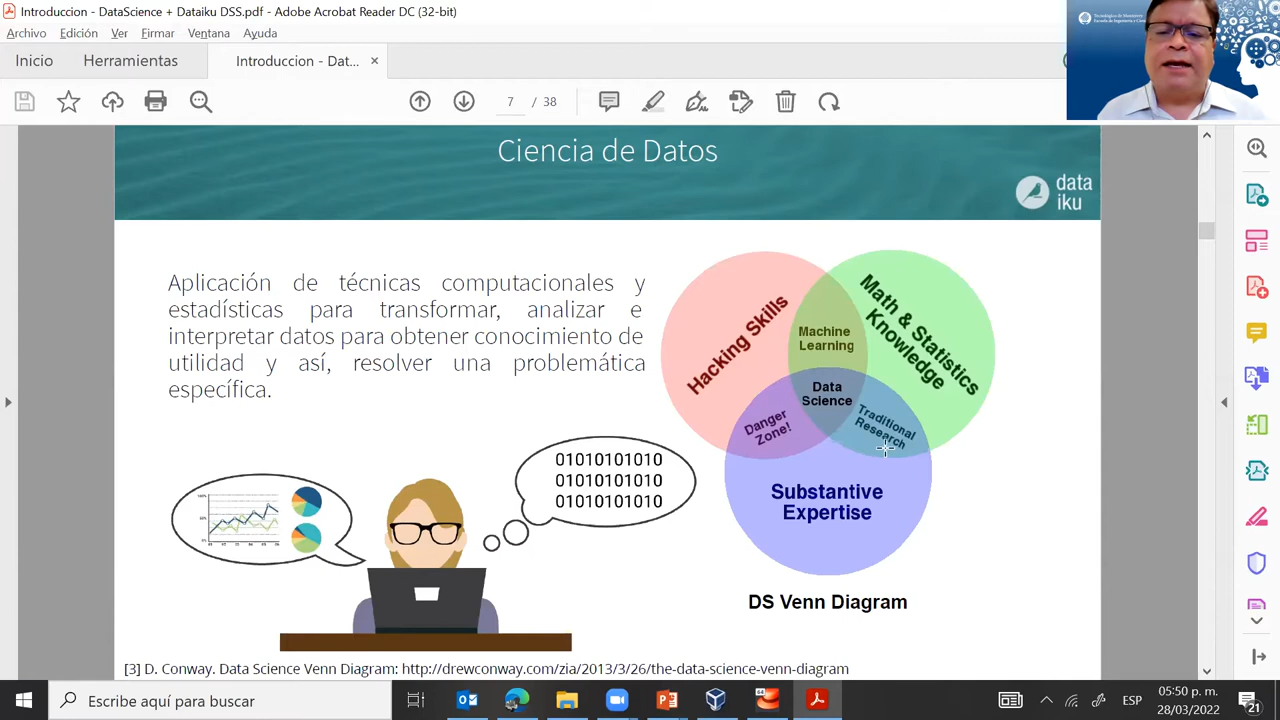 Introduccion - DataScience + Dataiku DSS.pdf - Adobe Acrobat Reader DC (32-bit)
Archivo Edición Ver Firmar Ventana Ayuda
Inicio Herramientas Introduccion - Dat... ×
7 / 38
Tecnológico de Monterrey
Ciencia de Datos
data
iku
Aplicación de técnicas computacionales y
estadísticas para transformar, analizar e
interpretar datos para obtener conocimiento de
utilidad y así, resolver una problemática
específica.
Hacking Skills
Math & Statistics
Knowledge
Machine
Learning
Data
Science
Danger
Zone!
Traditional
Research
Substantive
Expertise
DS Venn Diagram
01010101010
01010101010
01010101010
[3] D. Conway. Data Science Venn Diagram: http://drewconway.com/zia/2013/3/26/the-data-science-venn-diagram
Escribe aquí para buscar
ESP
05:50 p. m.
28/03/2022
21